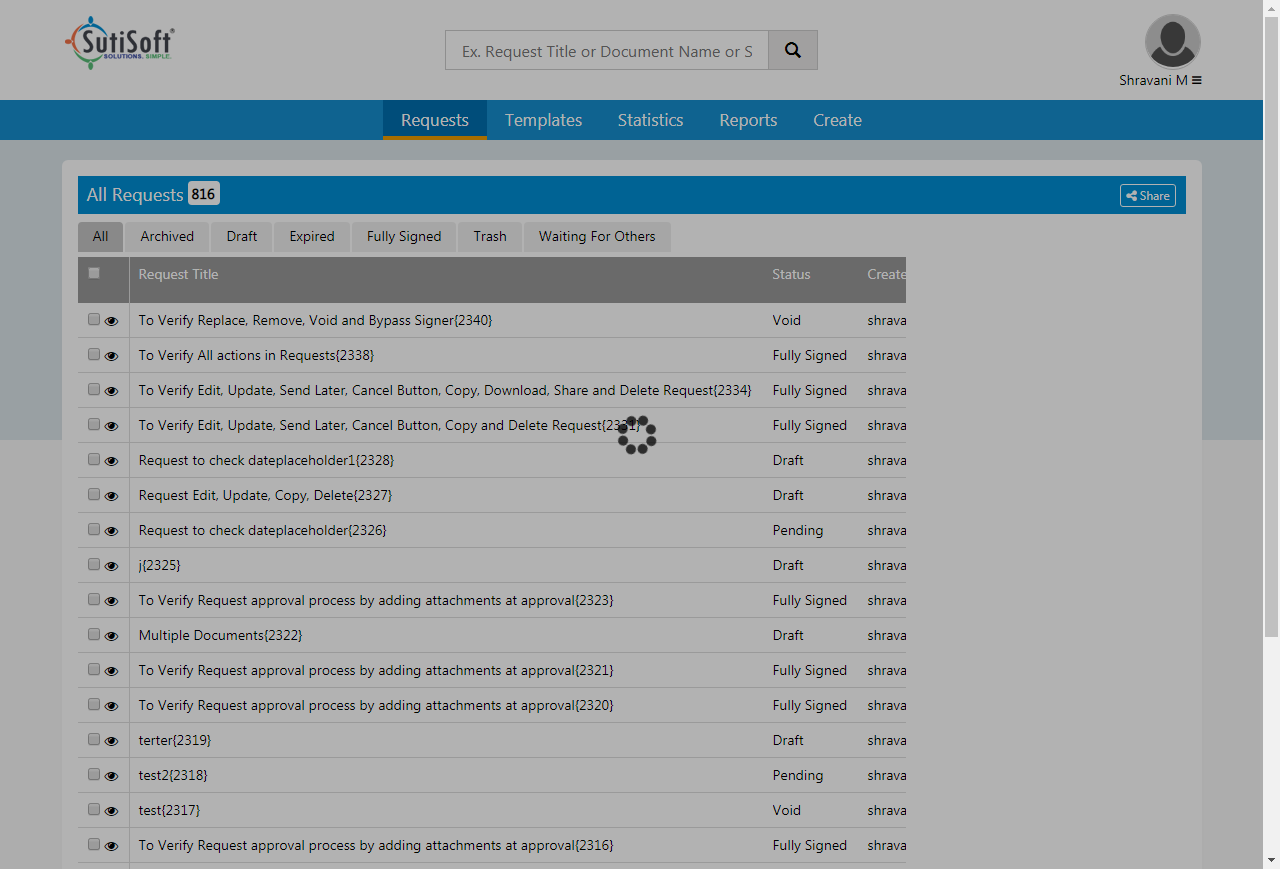 SutiSoft
SOLUTIONS. SIMPLE.
Ex. Request Title or Document Name or S
Shravani M
Requests Templates Statistics Reports Create
All Requests 816 Share
All Archived Draft Expired Fully Signed Trash Waiting For Others
Request Title Status Create
To Verify Replace, Remove, Void and Bypass Signer{2340} Void shrava
To Verify All actions in Requests{2338} Fully Signed shrava
To Verify Edit, Update, Send Later, Cancel Button, Copy, Download, Share and Delete Request{2334} Fully Signed shrava
To Verify Edit, Update, Send Later, Cancel Button, Copy and Delete Request{2331} Fully Signed shrava
Request to check dateplaceholder1{2328} Draft shrava
Request Edit, Update, Copy, Delete{2327} Draft shrava
Request to check dateplaceholder{2326} Pending shrava
j{2325} Draft shrava
To Verify Request approval process by adding attachments at approval{2323} Fully Signed shrava
Multiple Documents{2322} Draft shrava
To Verify Request approval process by adding attachments at approval{2321} Fully Signed shrava
To Verify Request approval process by adding attachments at approval{2320} Fully Signed shrava
terter{2319} Draft shrava
test2{2318} Pending shrava
test{2317} Void shrava
To Verify Request approval process by adding attachments at approval{2316} Fully Signed shrava